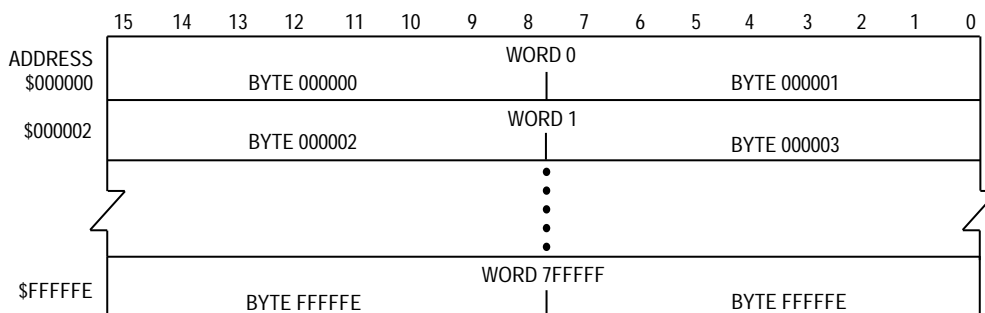 15 14 13 12 11 10 9 8 7 6 5 4 3 2 1 0
ADDRESS
WORD 0
$000000 BYTE 000000 BYTE 000001
$000002 WORD 1
BYTE 000002 BYTE 000003
WORD 7FFFFF
$FFFFFE
BYTE FFFFFE BYTE FFFFFE